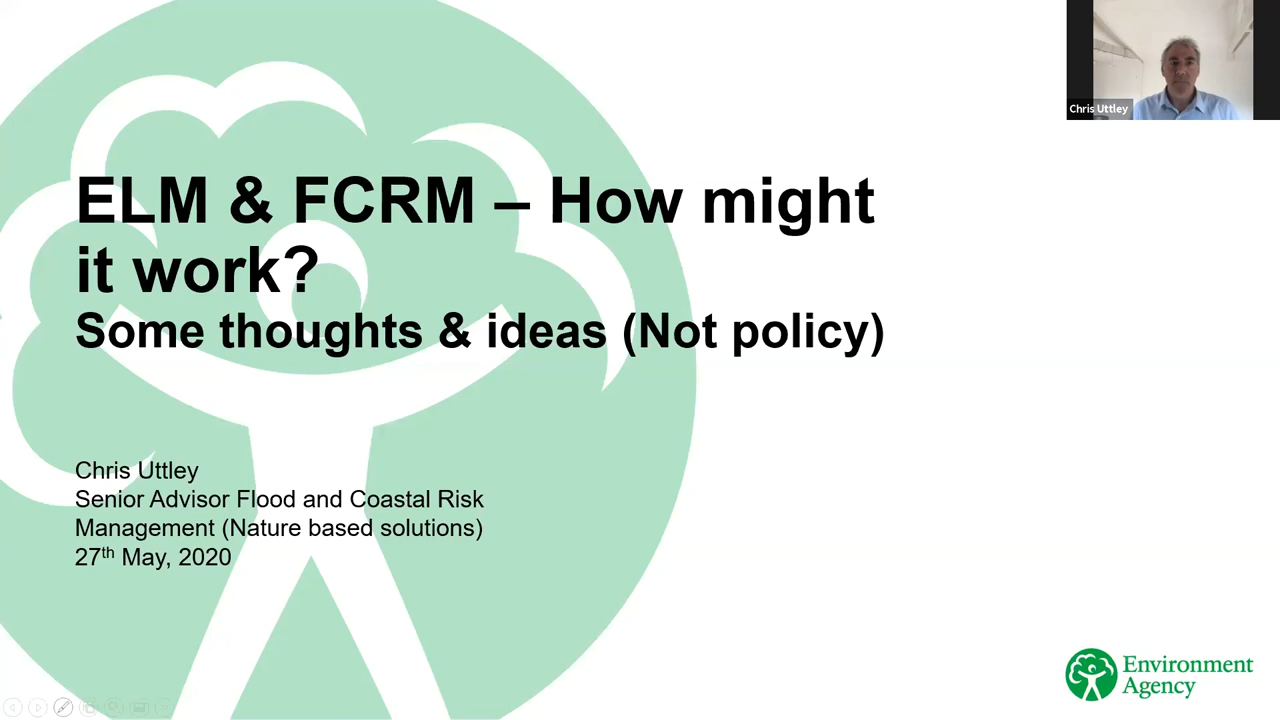 Chris Uttley
ELM & FCRM – How might
it work?
Some thoughts & ideas (Not policy)
Chris Uttley
Senior Advisor Flood and Coastal Risk
Management (Nature based solutions)
27th May, 2020
Environment
Agency